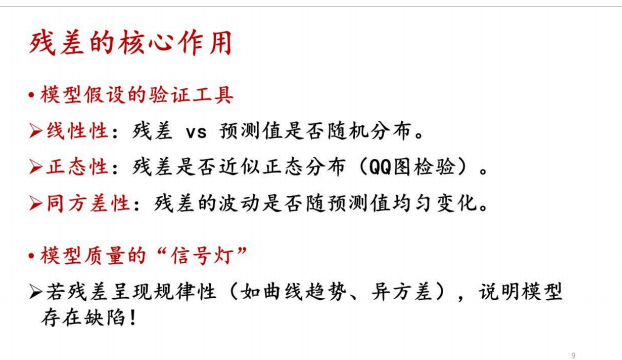 残差的核心作用
•模型假设的验证工具
➢线性性：残差 vs 预测值是否随机分布。
➢正态性：残差是否近似正态分布（QQ图检验）。
➢同方差性：残差的波动是否随预测值均匀变化。
•模型质量的“信号灯”
➢若残差呈现规律性（如曲线趋势、异方差），说明模型
存在缺陷！
9